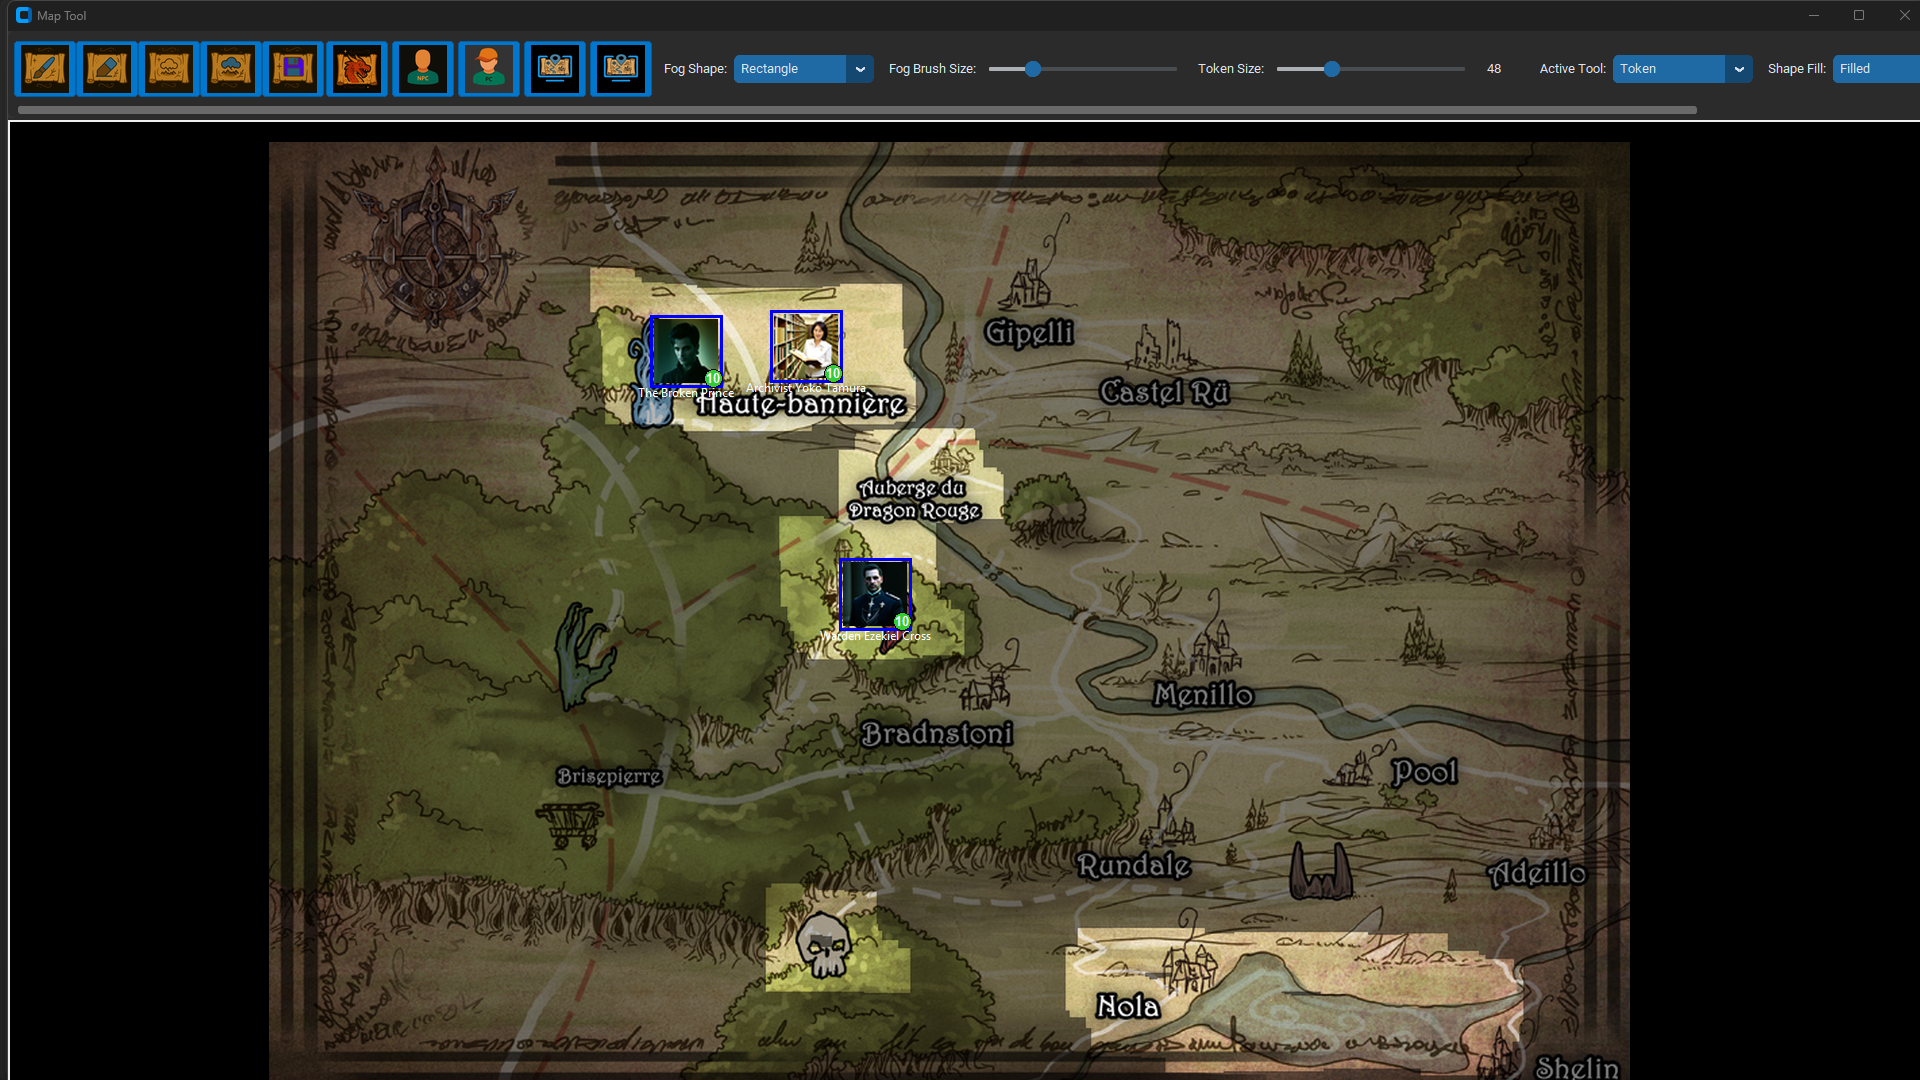 Map Tool
NPC
PC
Fog Shape:
Rectangle
Fog Brush Size:
Token Size:
48
Active Tool:
Token
Shape Fill:
Filled
Gipelli
Castel Rü
10
10
The Broken Prince
Archivist Yoko Tamura
Haute-bannière
Auberge du
Dragon Rouge
10
Warden Ezekiel Cross
Menillo
Bradnstoni
Brisepierre
Pool
Rundale
Adeillo
Nola
Shelin